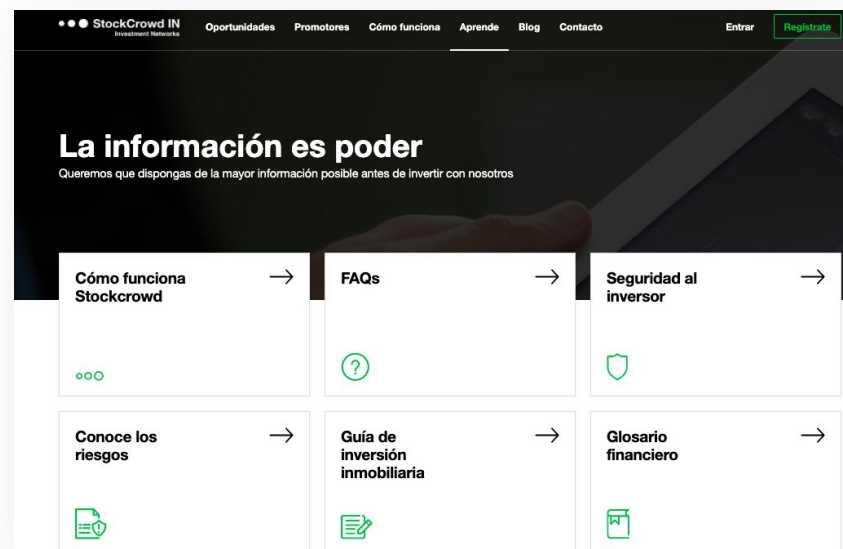 StockCrowd IN
Investment Networks
Oportunidades Promotores Cómo funciona Aprende Blog Contacto Entrar Regístrate
La información es poder
Queremos que dispongas de la mayor información posible antes de invertir con nosotros
Cómo funciona
Stockcrowd
FAQs
Seguridad al
inversor
Conoce los
riesgos
Guía de
inversión
inmobiliaria
Glosario
financiero